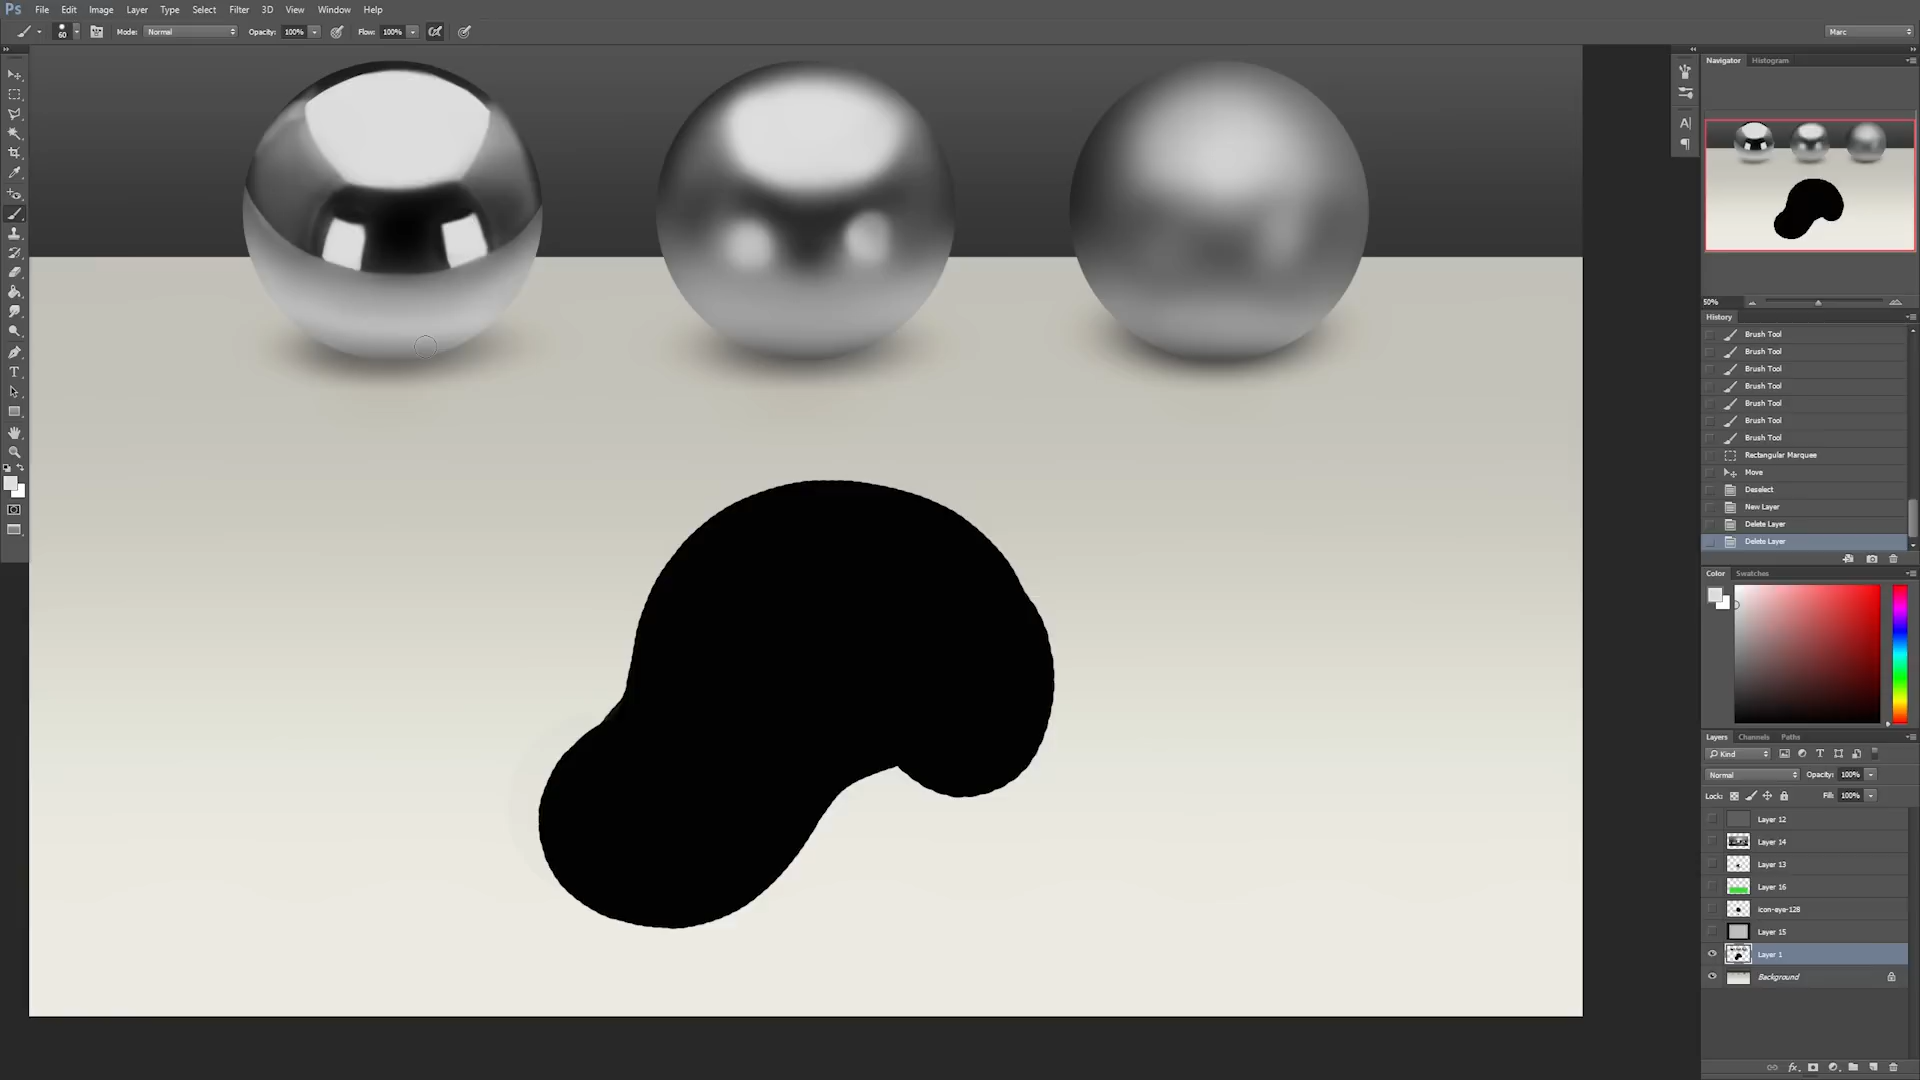 Ps File Edit Image Layer Type Select Filter 3D View Window Help
60 Mode: Normal Opacity: 100% Flow: 100% Marc
Navigator Histogram
50%
History
Brush Tool
Brush Tool
Brush Tool
Brush Tool
Brush Tool
Brush Tool
Brush Tool
Rectangular Marquee
Move
Deselect
New Layer
Delete Layer
Delete Layer
Color Swatches
Layers Channels Paths
Kind
Normal Opacity: 100%
Lock: Fill: 100%
Layer 12
Layer 14
Layer 13
Layer 16
icon-eye-128
Layer 15
Layer 1
Background